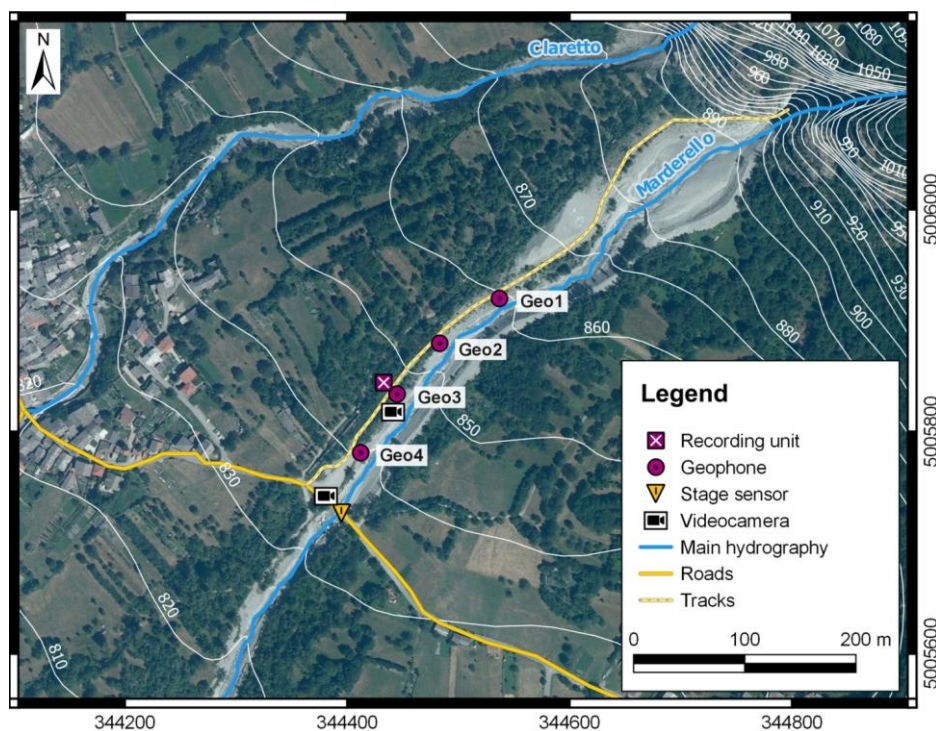 N
Claretto
Marderello
1040
1080
1070
1030
1050
980
960
890
990
1010
870
910
920
930
900
880
860
850
820
830
820
810
Geo1
Geo2
Geo3
Geo4
Legend
Recording unit
Geophone
Stage sensor
Videocamera
Main hydrography
Roads
Tracks
0 100 200 m
5006000
5005800
5005600
344200 344400 344600 344800